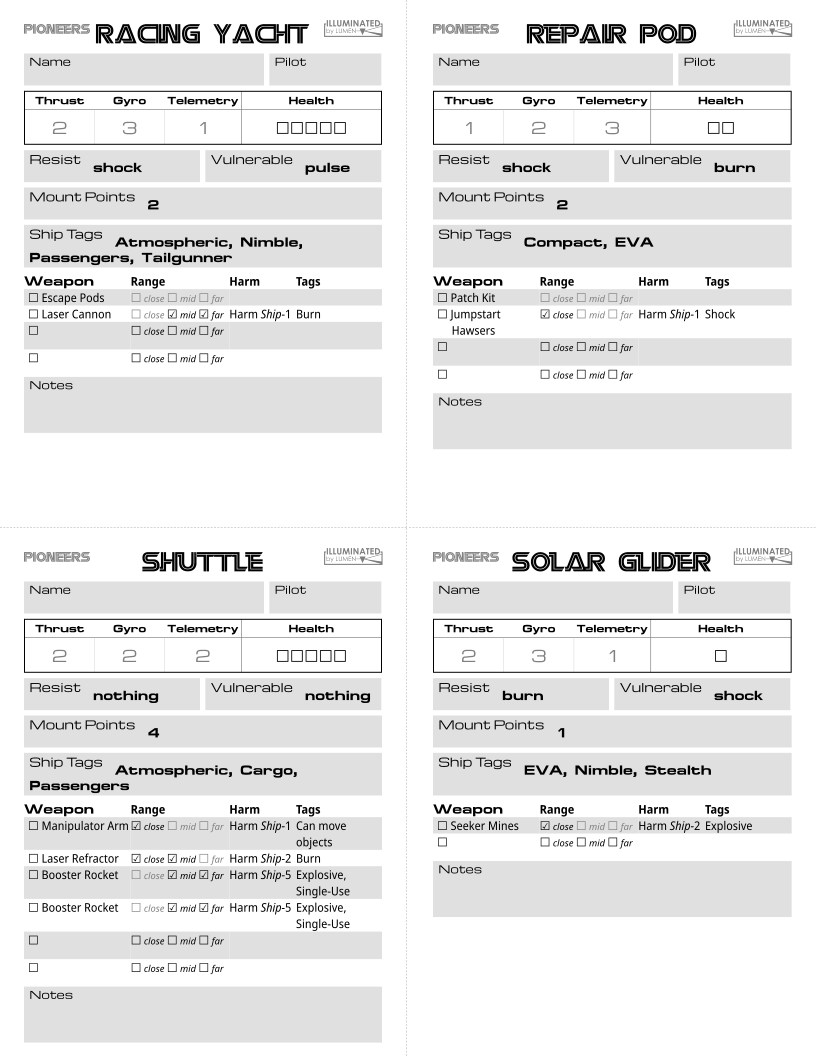 PIONEERS RACING YACHT ILLUMINATED by LUMEN
Name Pilot
Thrust Gyro Telemetry Health
2 3 1 ☐☐☐☐☐
Resist shock Vulnerable pulse
Mount Points 2
Ship Tags Atmospheric, Nimble,
Passengers, Tailgunner
Weapon Range Harm Tags
☐ Escape Pods ☐ close ☐ mid ☐ far
☐ Laser Cannon ☐ close ☑ mid ☑ far Harm Ship-1 Burn
☐ ☐ close ☐ mid ☐ far
☐ ☐ close ☐ mid ☐ far
Notes
PIONEERS REPAIR POD ILLUMINATED by LUMEN
Name Pilot
Thrust Gyro Telemetry Health
1 2 3 ☐☐
Resist shock Vulnerable burn
Mount Points 2
Ship Tags Compact, EVA
Weapon Range Harm Tags
☐ Patch Kit ☐ close ☐ mid ☐ far
☐ Jumpstart ☑ close ☐ mid ☐ far Harm Ship-1 Shock
Hawsers
☐ ☐ close ☐ mid ☐ far
☐ ☐ close ☐ mid ☐ far
Notes
PIONEERS SHUTTLE ILLUMINATED by LUMEN
Name Pilot
Thrust Gyro Telemetry Health
2 2 2 ☐☐☐☐☐
Resist nothing Vulnerable nothing
Mount Points 4
Ship Tags Atmospheric, Cargo,
Passengers
Weapon Range Harm Tags
☐ Manipulator Arm ☑ close ☐ mid ☐ far Harm Ship-1 Can move
objects
☐ Laser Refractor ☑ close ☑ mid ☐ far Harm Ship-2 Burn
☐ Booster Rocket ☐ close ☑ mid ☑ far Harm Ship-5 Explosive,
Single-Use
☐ Booster Rocket ☐ close ☑ mid ☑ far Harm Ship-5 Explosive,
Single-Use
☐ ☐ close ☐ mid ☐ far
☐ ☐ close ☐ mid ☐ far
Notes
PIONEERS SOLAR GLIDER ILLUMINATED by LUMEN
Name Pilot
Thrust Gyro Telemetry Health
2 3 1 ☐
Resist burn Vulnerable shock
Mount Points 1
Ship Tags EVA, Nimble, Stealth
Weapon Range Harm Tags
☐ Seeker Mines ☑ close ☐ mid ☐ far Harm Ship-2 Explosive
☐ ☐ close ☐ mid ☐ far
Notes